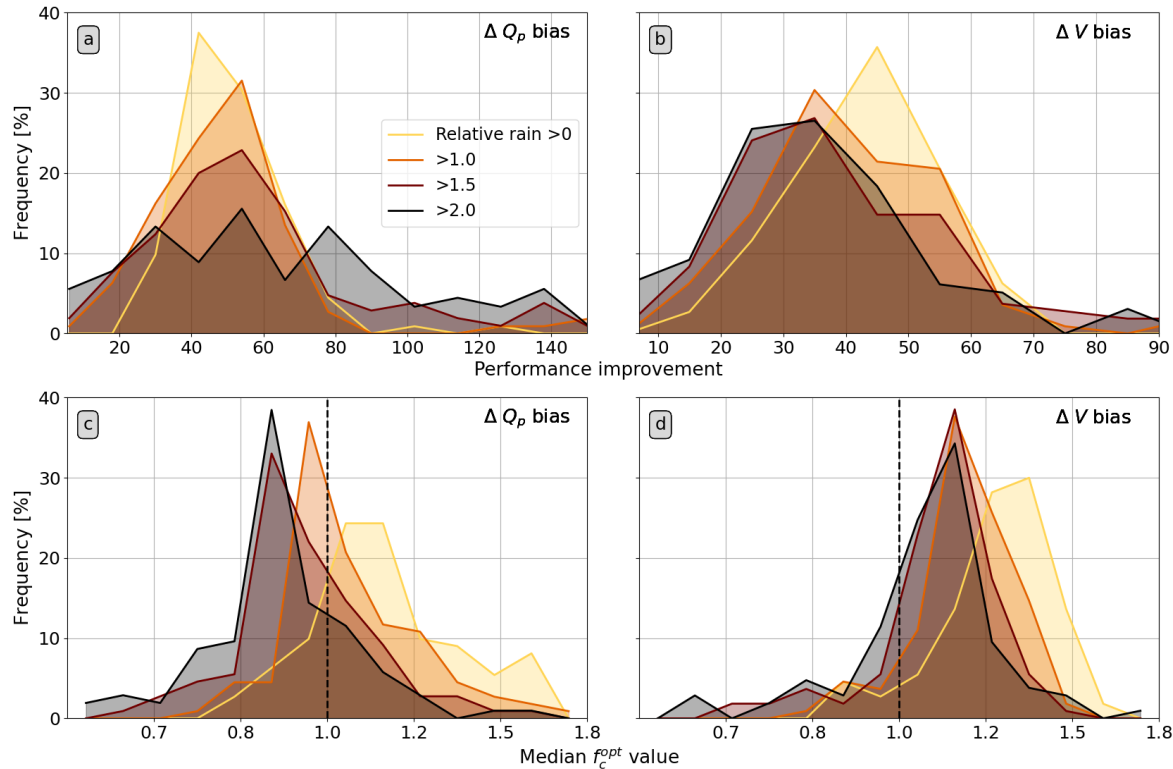 40
30
20
10
0
Frequency [%]
a
Δ Qp bias
Relative rain >0
>1.0
>1.5
>2.0
20 40 60 80 100 120 140
b
Δ V bias
10 20 30 40 50 60 70 80 90
Performance improvement
40
30
20
10
0
Frequency [%]
c
Δ Qp bias
0.7 0.8 1.0 1.2 1.5 1.8
d
Δ V bias
0.7 0.8 1.0 1.2 1.5 1.8
Median f_c^opt value